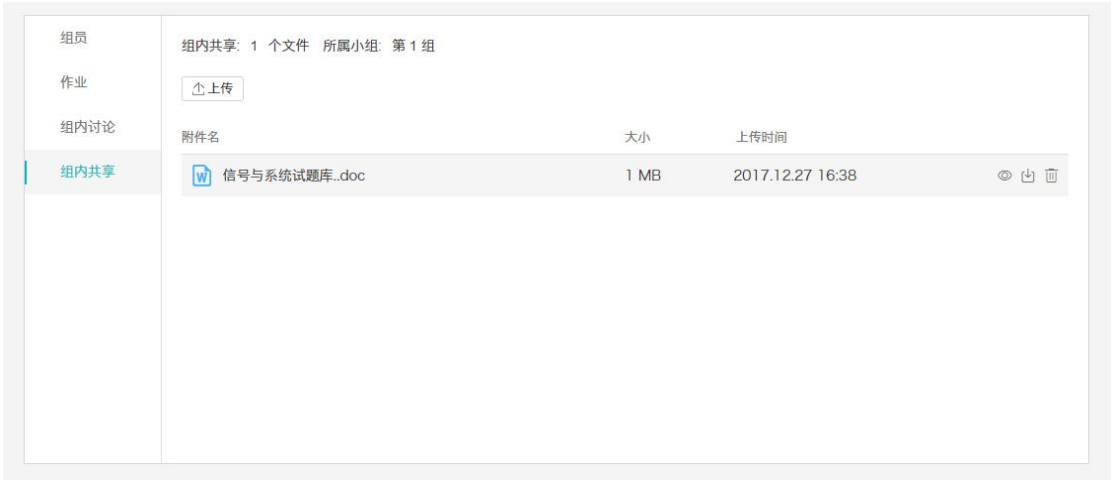 组员
作业
组内讨论
组内共享
组内共享: 1 个文件 所属小组: 第 1 组
上传
附件名 大小 上传时间
W 信号与系统试题库..doc 1 MB 2017.12.27 16:38